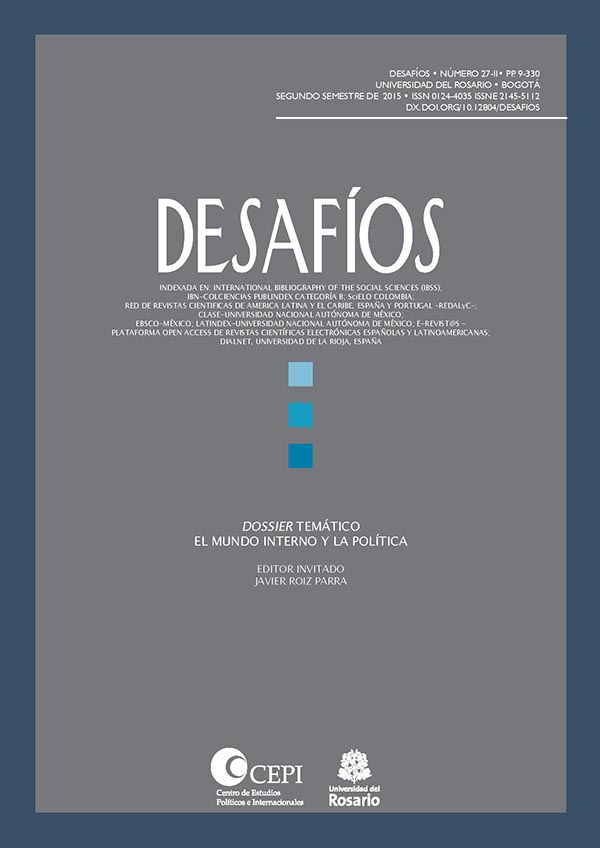 DESAFÍOS • NÚMERO 27-II • PP. 9-330
UNIVERSIDAD DEL ROSARIO • BOGOTÁ
SEGUNDO SEMESTRE DE 2015 • ISSN 0124-4035 ISSNE 2145-5112
DX.DOI.ORG/10.12804/DESAFIOS
DESAFÍOS
INDEXADA EN: INTERNATIONAL BIBLIOGRAPHY OF THE SOCIAL SCIENCES (IBSS);
IBN-COLCIENCIAS PUBLINDEX CATEGORÍA B; SciELO COLOMBIA;
RED DE REVISTAS CIENTIFICAS DE AMERICA LATINA Y EL CARIBE, ESPAÑA Y PORTUGAL -REDALyC-;
CLASE-UNIVERSIDAD NACIONAL AUTÓNOMA DE MÉXICO;
EBSCO-MÉXICO; LATINDEX-UNIVERSIDAD NACIONAL AUTÓNOMA DE MÉXICO; E-REVIST@S -
PLATAFORMA OPEN ACCESS DE REVISTAS CIENTÍFICAS ELECTRÓNICAS ESPAÑOLAS Y LATINOAMERICANAS;
DIALNET, UNIVERSIDAD DE LA RIOJA, ESPAÑA
DOSSIER TEMÁTICO
EL MUNDO INTERNO Y LA POLÍTICA
EDITOR INVITADO
JAVIER ROIZ PARRA
CEPI
Centro de Estudios
Políticos e Internacionales
Universidad del
Rosario